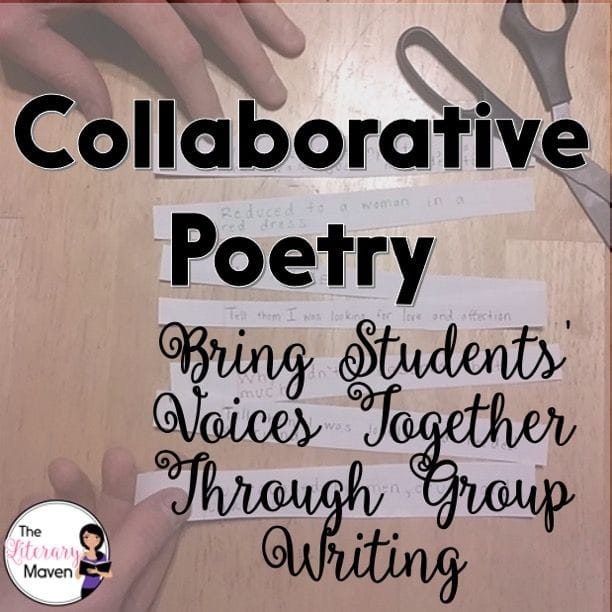 Collaborative
Reduced to a woman in a
red dress
Poetry
Tell them I was looking for love and affection
Bring Students'
Voices Together
Through Group
Writing
The
Literary
Maven